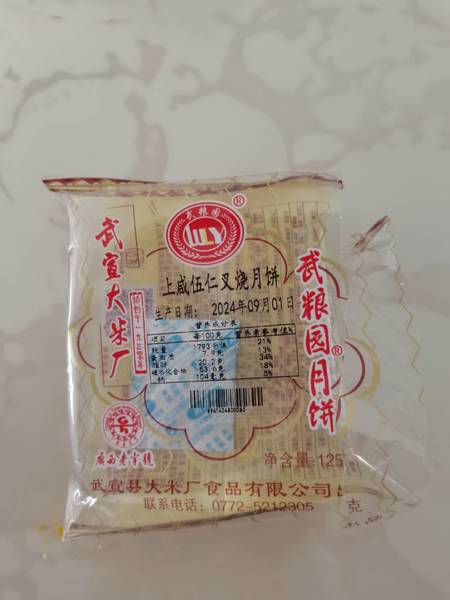 武粮园
®
WY
上咸伍仁叉烧月饼
生产日期: 2024年09月01日
营养成分表
项目 每100克 营养素参考值%
能量 1793千焦 21%
蛋白质 7.9克 13%
脂肪 20.2克 34%
碳水化合物 53.6克 18%
钠 104毫克 5%
武宣大米厂
武粮园月饼
®
广西老字号
净含量:125
克
武宣县大米厂食品有限公司
联系电话: 0772-5212305